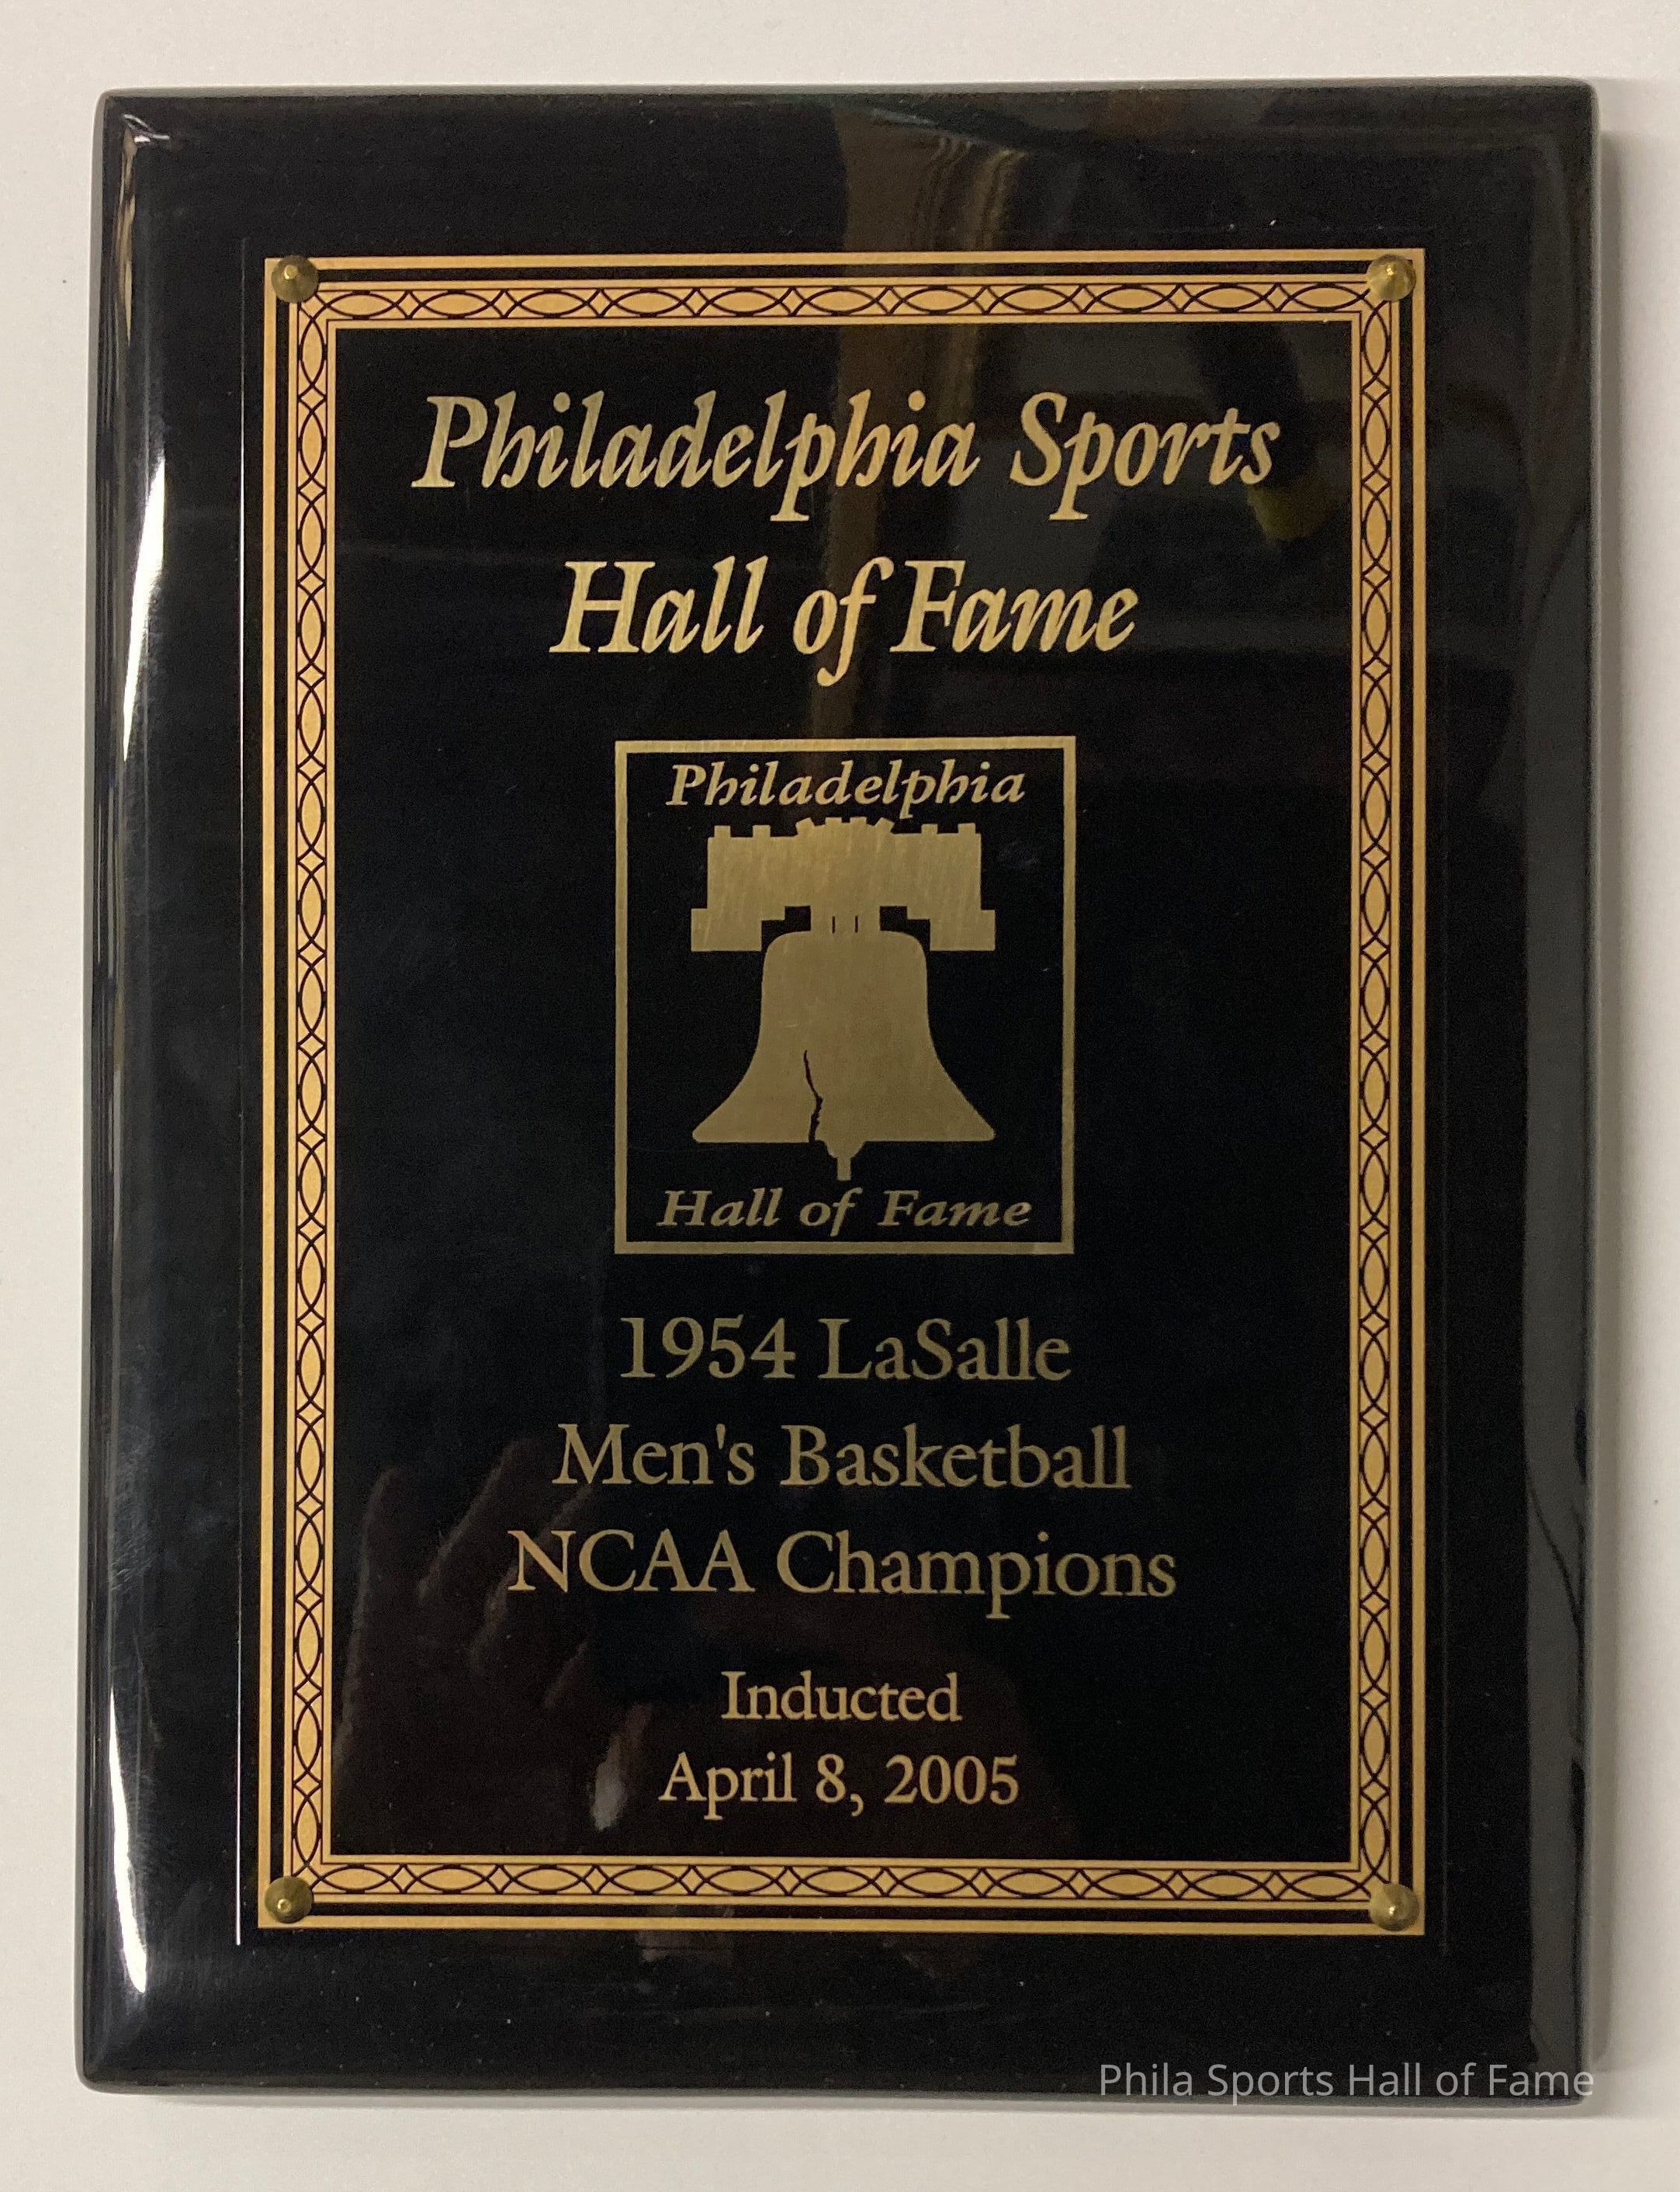 Philadelphia Sports
Hall of Fame
Philadelphia
Hall of Fame
1954 LaSalle
Men's Basketball
NCAA Champions
Inducted
April 8, 2005
Phila Sports Hall of Fame